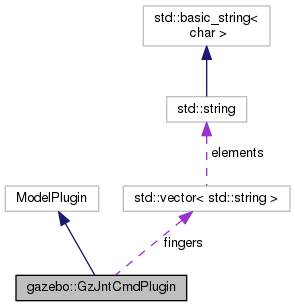 std::basic_string<
char >
std::string
elements
ModelPlugin
std::vector< std::string >
fingers
gazebo::GzJntCmdPlugin